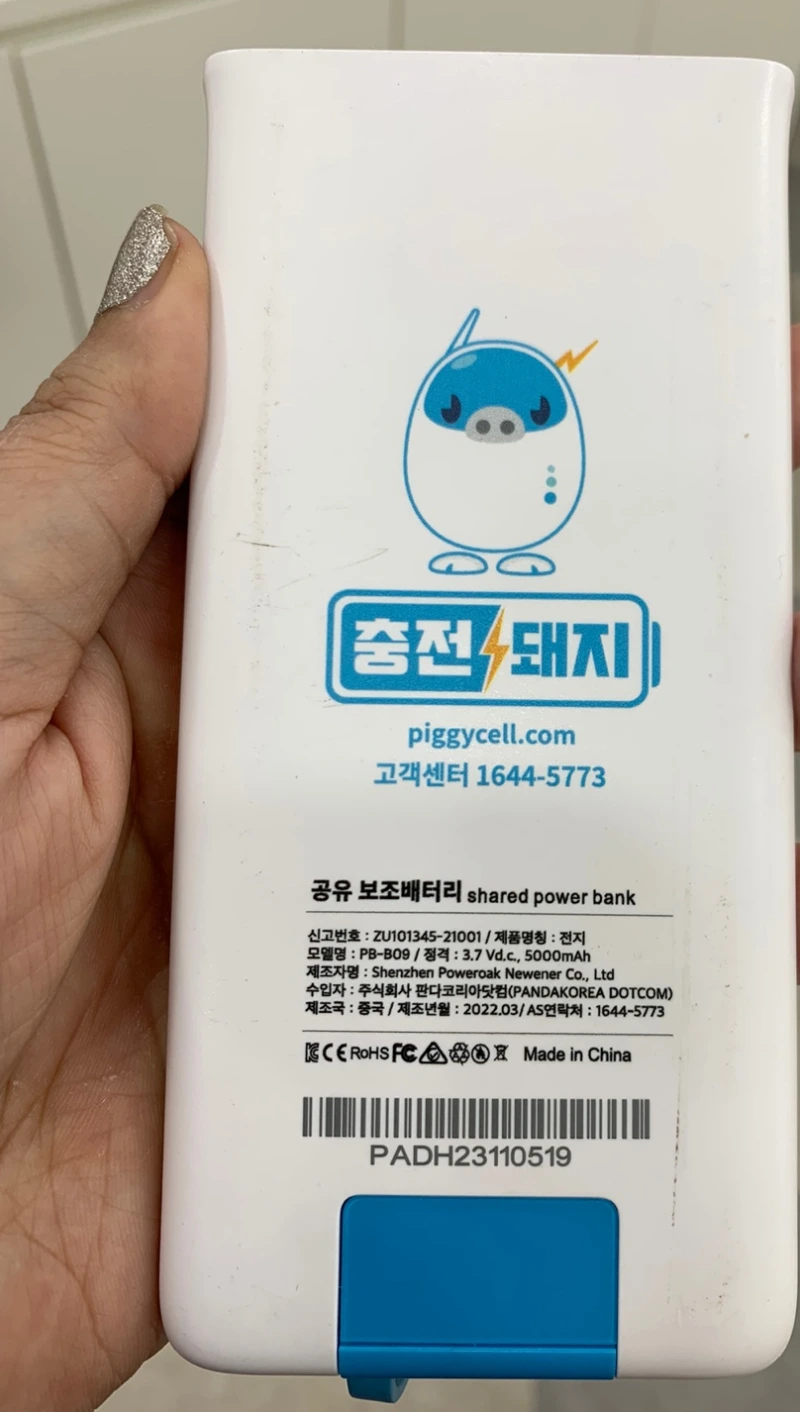 충전돼지
piggycell.com
고객센터 1644-5773
공유 보조배터리 shared power bank
신고번호 : ZU101345-21001 / 제품명칭 : 전지
모델명 : PB-B09 / 정격 : 3.7 Vd.c., 5000mAh
제조자명 : Shenzhen Poweroak Newener Co., Ltd
수입자 : 주식회사 판다코리아닷컴(PANDAKOREA DOTCOM)
제조국 : 중국 / 제조년월 : 2022.03/ AS연락처 : 1644-5773
CE RoHS FC Made in China
PADH23110519